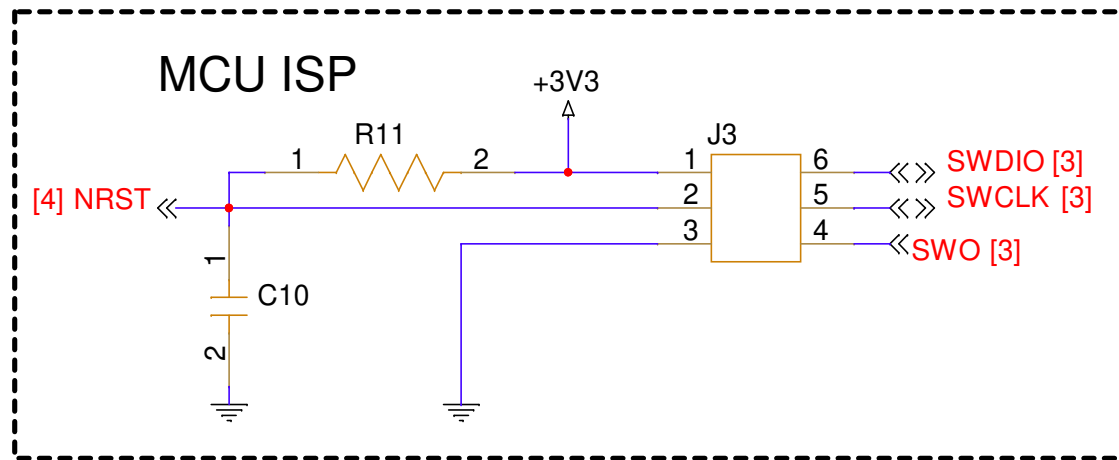 MCU ISP
+3V3
R11
J3
1
2
1
6
SWDIO [3]
[4] NRST
2
5
SWCLK [3]
3
4
SWO [3]
1
C10
2